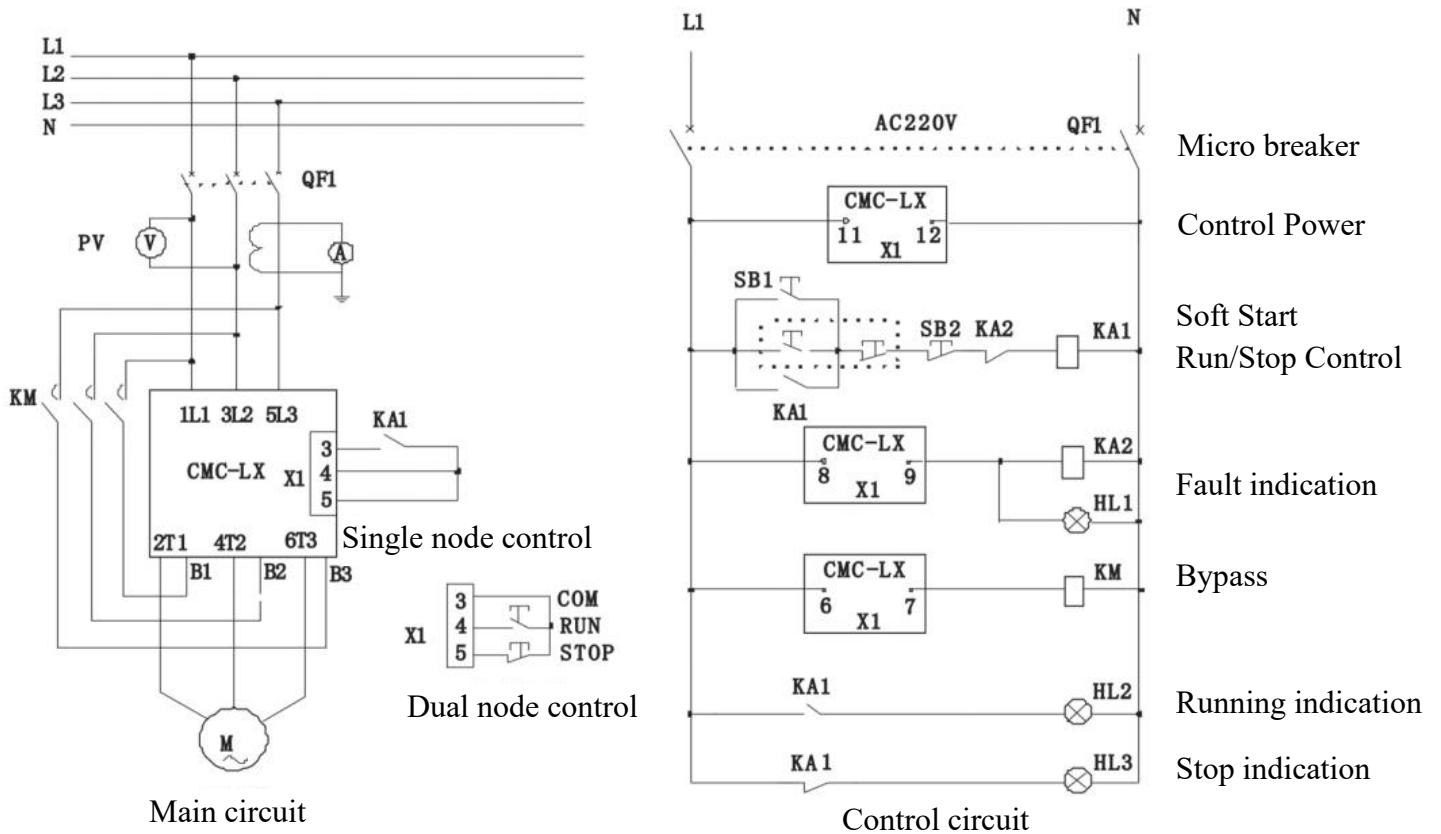 L1
L2
L3
N
QF1
PV
V
A
KM
1L1 3L2 5L3
CMC-LX
X1
3
4
5
KA1
2T1 4T2 6T3
B1 B2 B3
Single node control
X1
3 COM
4 RUN
5 STOP
Dual node control
M
Main circuit
L1 N
AC220V QF1
Micro breaker
CMC-LX
11 12
X1
Control Power
SB1
SB2 KA2 KA1
KA1
Soft Start
Run/Stop Control
CMC-LX
8 9
X1
KA2
HL1
Fault indication
CMC-LX
6 7
X1
KM
Bypass
KA1 HL2
Running indication
KA1 HL3
Stop indication
Control circuit